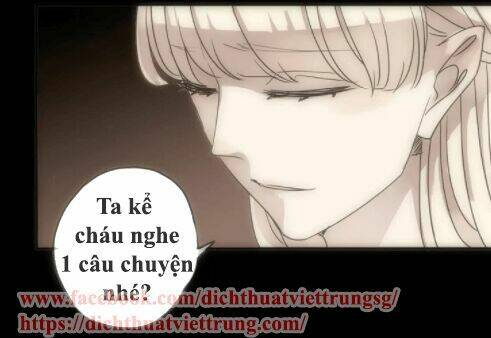 Ta kể
cháu nghe
1 câu chuyện
nhé?
www.facebook.com/dichthuatviettrungsg/
https://dichthuatviettrung.com/